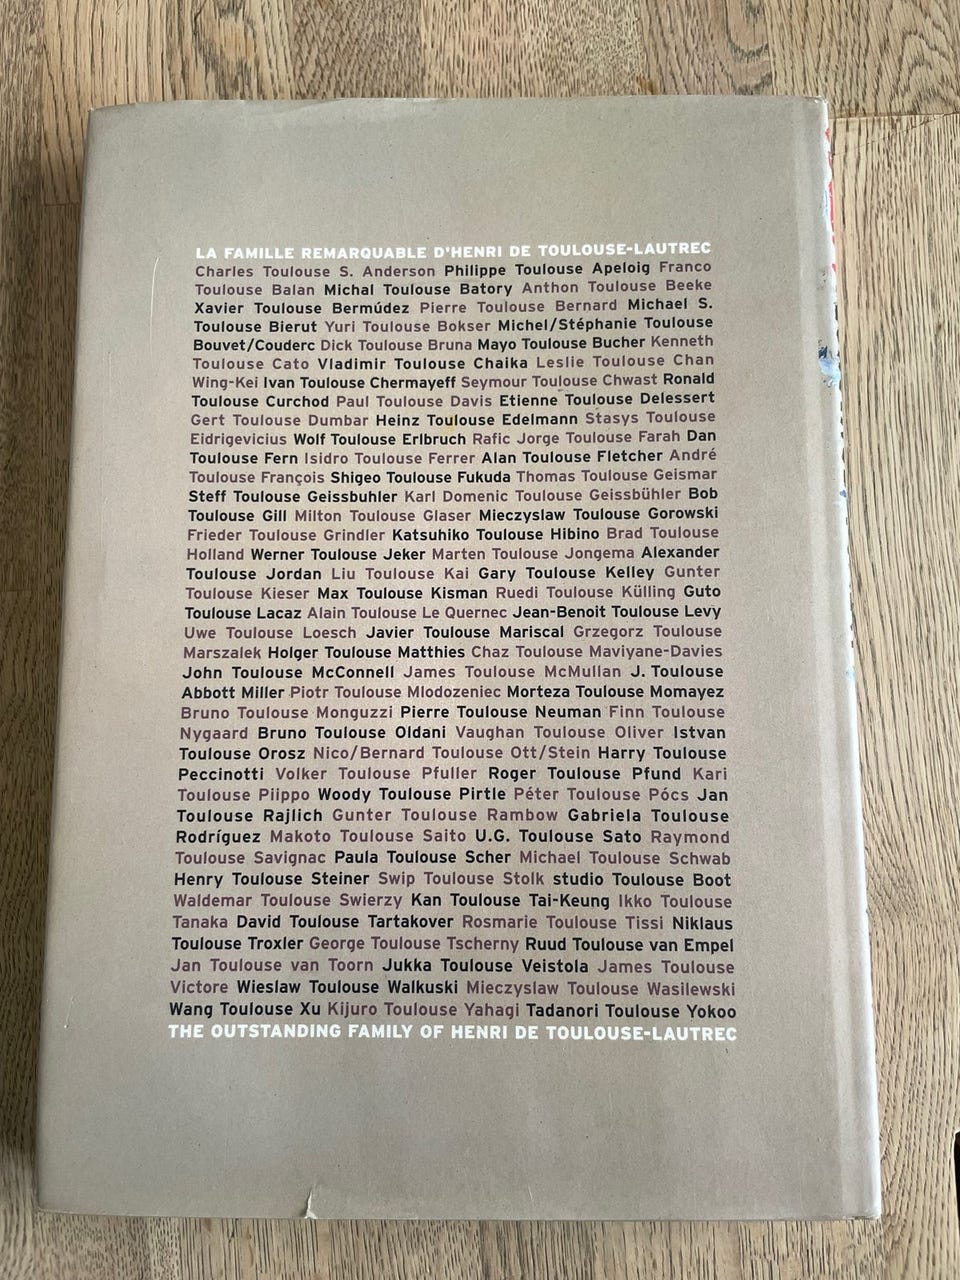 LA FAMILLE REMARQUABLE D'HENRI DE TOULOUSE-LAUTREC
Charles Toulouse S. Anderson Philippe Toulouse Apeloig Franco
Toulouse Balan Michal Toulouse Batory Anthon Toulouse Beeke
Xavier Toulouse Bermúdez Pierre Toulouse Bernard Michael S.
Toulouse Bierut Yuri Toulouse Bokser Michel/Stéphanie Toulouse
Bouvet/Couderc Dick Toulouse Bruna Mayo Toulouse Bucher Kenneth
Toulouse Cato Vladimir Toulouse Chaika Leslie Toulouse Chan
Wing-Kei Ivan Toulouse Chermayeff Seymour Toulouse Chwast Ronald
Toulouse Curchod Paul Toulouse Davis Etienne Toulouse Delessert
Gert Toulouse Dumbar Heinz Toulouse Edelmann Stasys Toulouse
Eidrigevicius Wolf Toulouse Erlbruch Rafic Jorge Toulouse Farah Dan
Toulouse Fern Isidro Toulouse Ferrer Alan Toulouse Fletcher André
Toulouse François Shigeo Toulouse Fukuda Thomas Toulouse Geismar
Steff Toulouse Geissbuhler Karl Domenic Toulouse Geissbühler Bob
Toulouse Gill Milton Toulouse Glaser Mieczyslaw Toulouse Gorowski
Frieder Toulouse Grindler Katsuhiko Toulouse Hibino Brad Toulouse
Holland Werner Toulouse Jeker Marten Toulouse Jongema Alexander
Toulouse Jordan Liu Toulouse Kai Gary Toulouse Kelley Gunter
Toulouse Kieser Max Toulouse Kisman Ruedi Toulouse Külling Guto
Toulouse Lacaz Alain Toulouse Le Quernec Jean-Benoit Toulouse Levy
Uwe Toulouse Loesch Javier Toulouse Mariscal Grzegorz Toulouse
Marszalek Holger Toulouse Matthies Chaz Toulouse Maviyane-Davies
John Toulouse McConnell James Toulouse McMullan J. Toulouse
Abbott Miller Piotr Toulouse Mlodozeniec Morteza Toulouse Momayez
Bruno Toulouse Monguzzi Pierre Toulouse Neuman Finn Toulouse
Nygaard Bruno Toulouse Oldani Vaughan Toulouse Oliver Istvan
Toulouse Orosz Nico/Bernard Toulouse Ott/Stein Harry Toulouse
Peccinotti Volker Toulouse Pfuller Roger Toulouse Pfund Kari
Toulouse Piippo Woody Toulouse Pirtle Péter Toulouse Pócs Jan
Toulouse Rajlich Gunter Toulouse Rambow Gabriela Toulouse
Rodríguez Makoto Toulouse Saito U.G. Toulouse Sato Raymond
Toulouse Savignac Paula Toulouse Scher Michael Toulouse Schwab
Henry Toulouse Steiner Swip Toulouse Stolk studio Toulouse Boot
Waldemar Toulouse Swierzy Kan Toulouse Tai-Keung Ikko Toulouse
Tanaka David Toulouse Tartakover Rosmarie Toulouse Tissi Niklaus
Toulouse Troxler George Toulouse Tscherny Ruud Toulouse van Empel
Jan Toulouse van Toorn Jukka Toulouse Veistola James Toulouse
Victore Wieslaw Toulouse Walkuski Mieczyslaw Toulouse Wasilewski
Wang Toulouse Xu Kijuro Toulouse Yahagi Tadanori Toulouse Yokoo
THE OUTSTANDING FAMILY OF HENRI DE TOULOUSE-LAUTREC